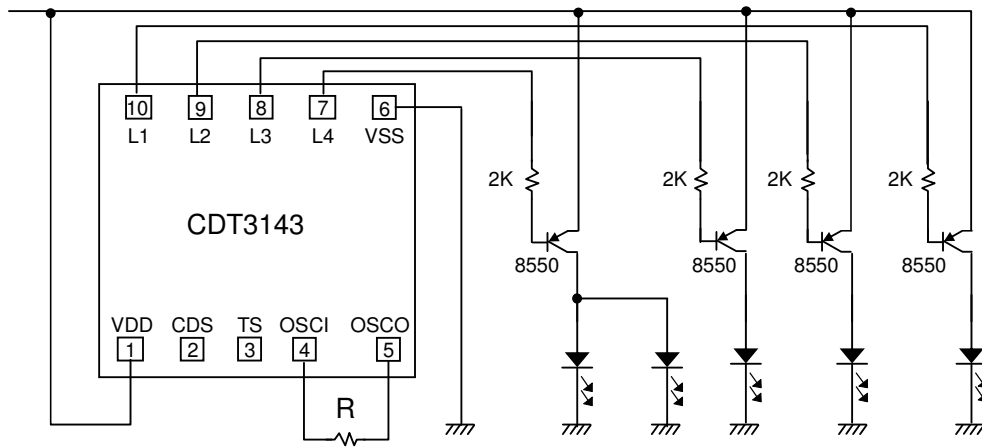 10 9 8 7 6
L1 L2 L3 L4 VSS
2K 2K 2K 2K
CDT3143
8550 8550 8550 8550
VDD CDS TS OSCI OSCO
1 2 3 4 5
R